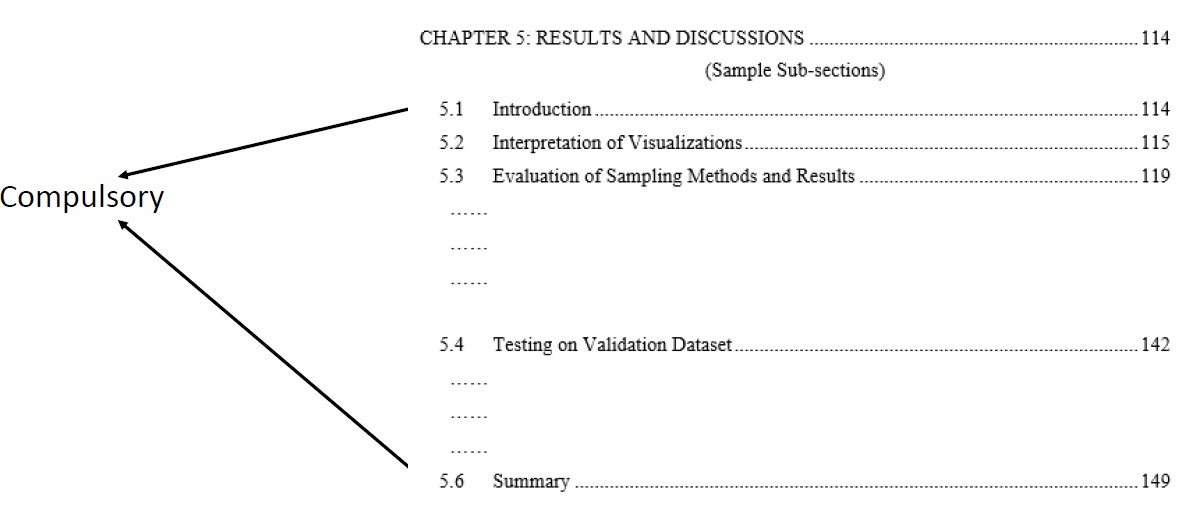 CHAPTER 5: RESULTS AND DISCUSSIONS ........................................................................ 114
(Sample Sub-sections)
5.1 Introduction ........................................................................ 114
5.2 Interpretation of Visualizations ........................................................................ 115
5.3 Evaluation of Sampling Methods and Results ........................................................................ 119
Compulsory
......
......
......
5.4 Testing on Validation Dataset ........................................................................ 142
......
......
......
5.6 Summary ........................................................................ 149